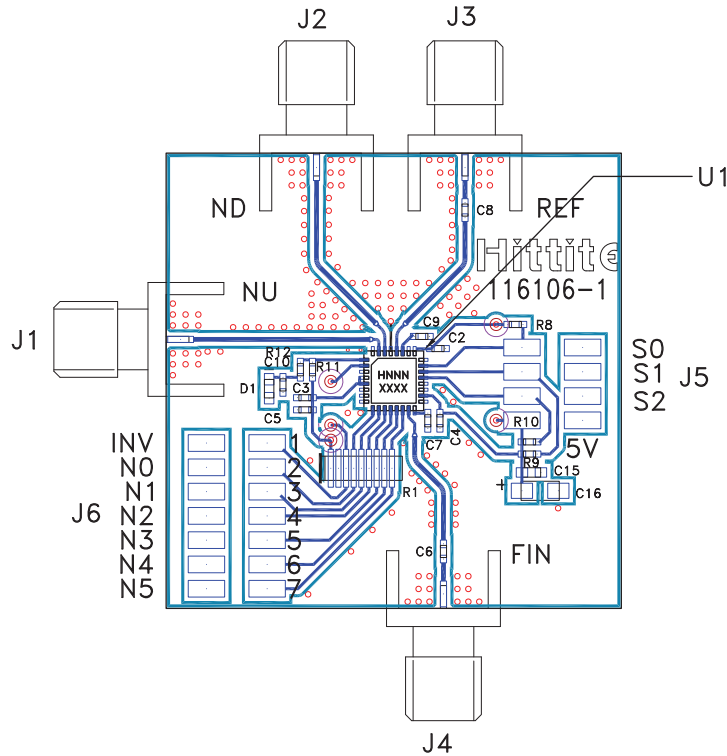 J2 J3
U1
ND C8 REF
Hittite
116106-1
NU
J1
C9
R8
C2
R12
C10
R11
HNNN
XXXX
S0
S1 J5
S2
D1
C3
C5
C7 C4
R10
5V
R9
C15
+ C16
INV 1
N0 2
N1 3
J6 N2 4
N3 5
N4 6
N5 7
R1
C6 FIN
J4